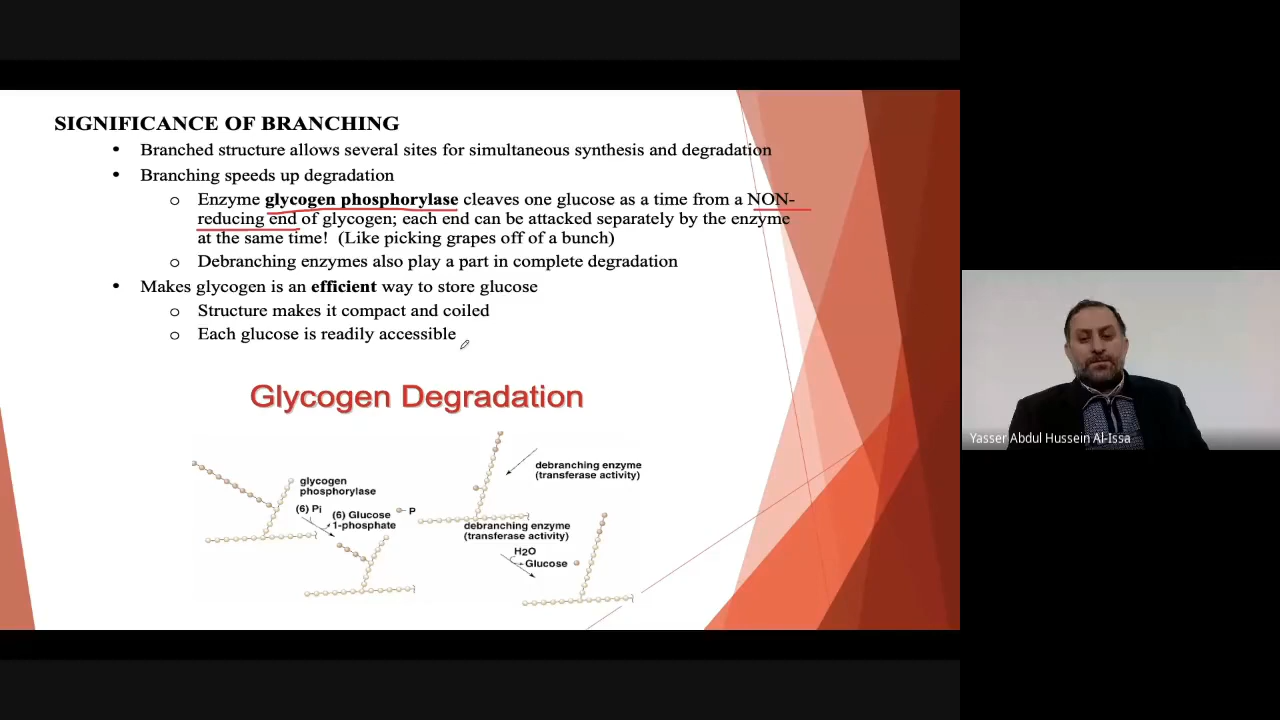 SIGNIFICANCE OF BRANCHING
• Branched structure allows several sites for simultaneous synthesis and degradation
• Branching speeds up degradation
o Enzyme glycogen phosphorylase cleaves one glucose as a time from a NON-
reducing end of glycogen; each end can be attacked separately by the enzyme
at the same time! (Like picking grapes off of a bunch)
o Debranching enzymes also play a part in complete degradation
• Makes glycogen is an efficient way to store glucose
o Structure makes it compact and coiled
o Each glucose is readily accessible
Glycogen Degradation
glycogen
phosphorylase
(6) Pi
(6) Glucose
1-phosphate
P
debranching enzyme
(transferase activity)
debranching enzyme
(transferase activity)
H2O
Glucose
Yasser Abdul Hussein Al-Issa